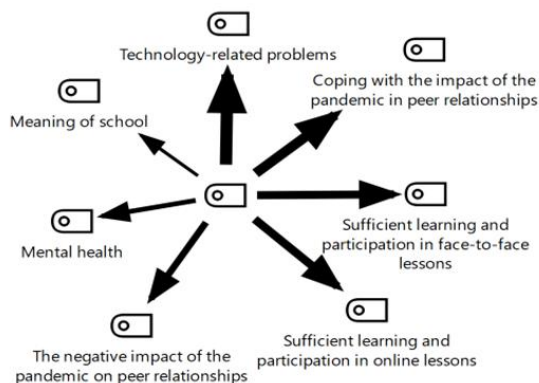 Technology-related problems
Coping with the impact of the
pandemic in peer relationships
Meaning of school
Sufficient learning and
participation in face-to-face
lessons
Mental health
Sufficient learning and
participation in online lessons
The negative impact of the
pandemic on peer relationships